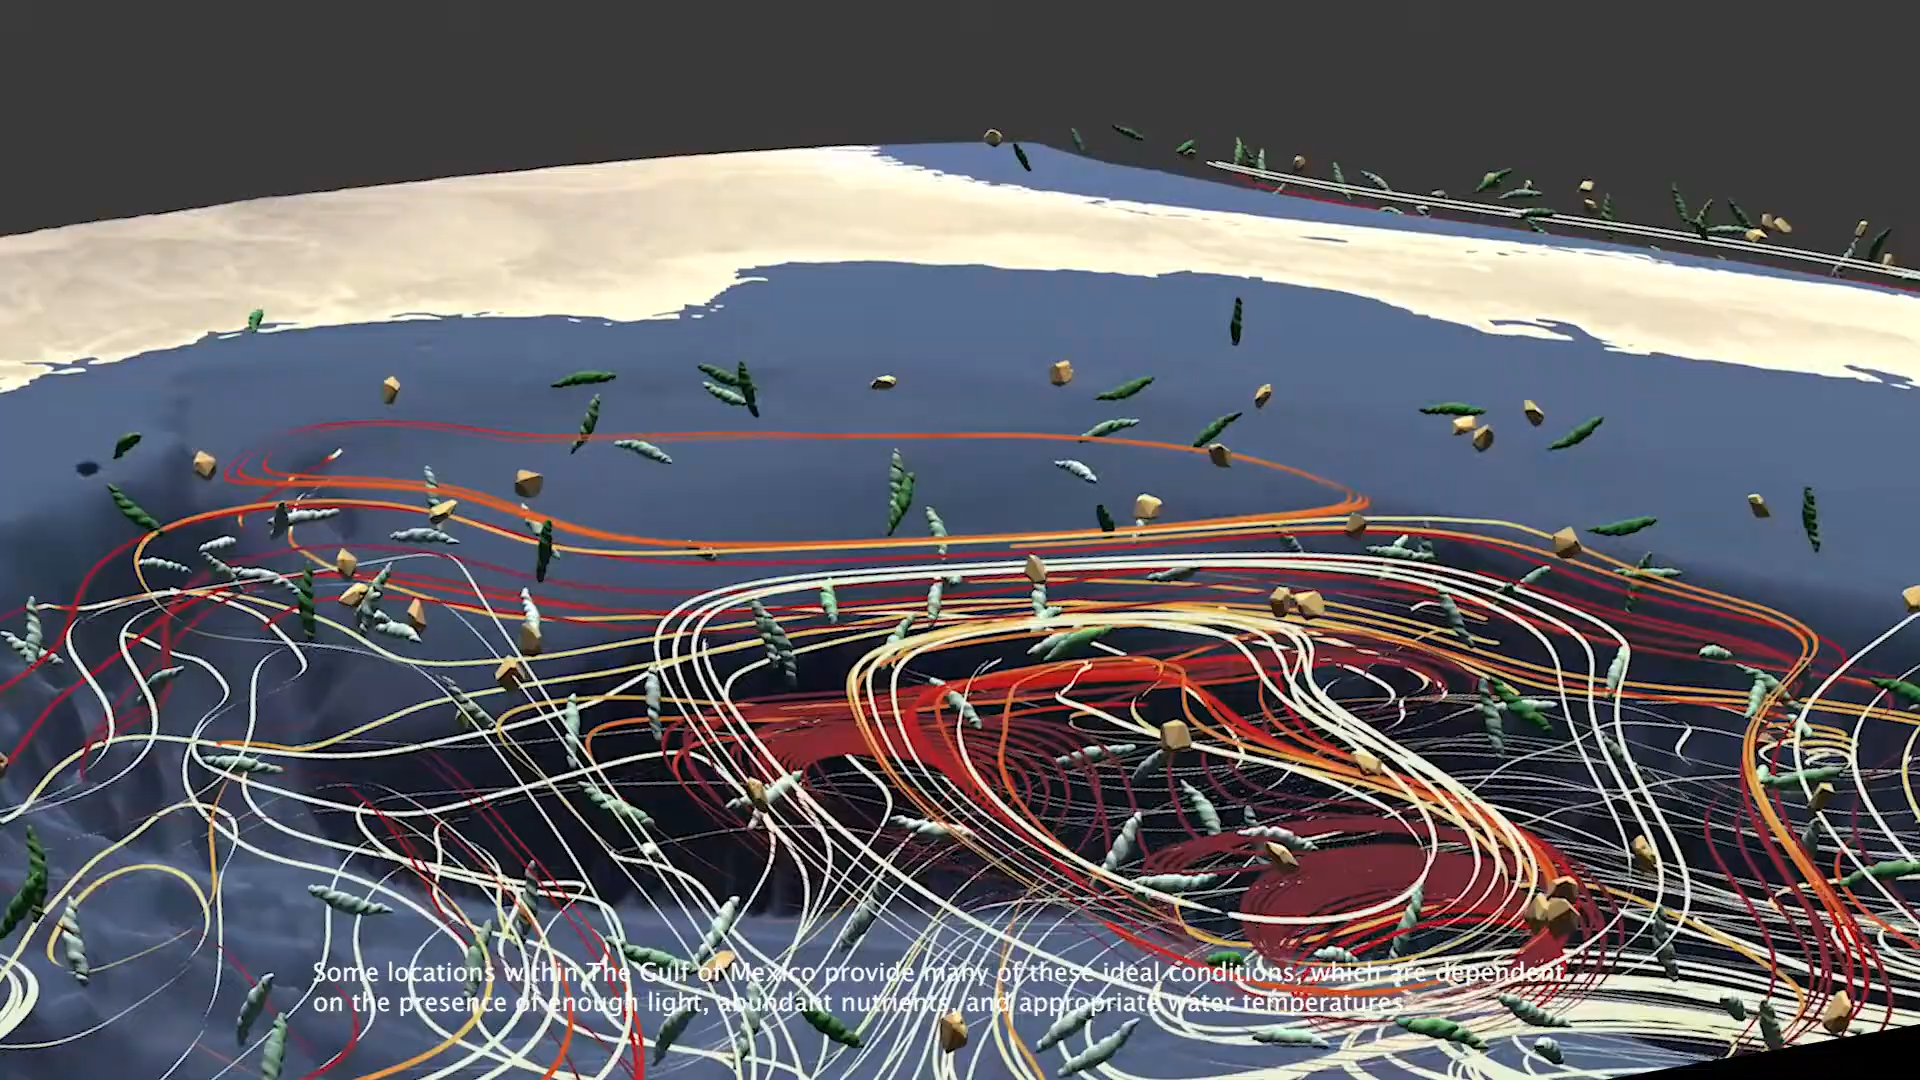 Some locations within The Gulf of Mexico provide many of these ideal conditions, which are dependent
on the presence of enough light, abundant nutrients, and appropriate water temperatures.